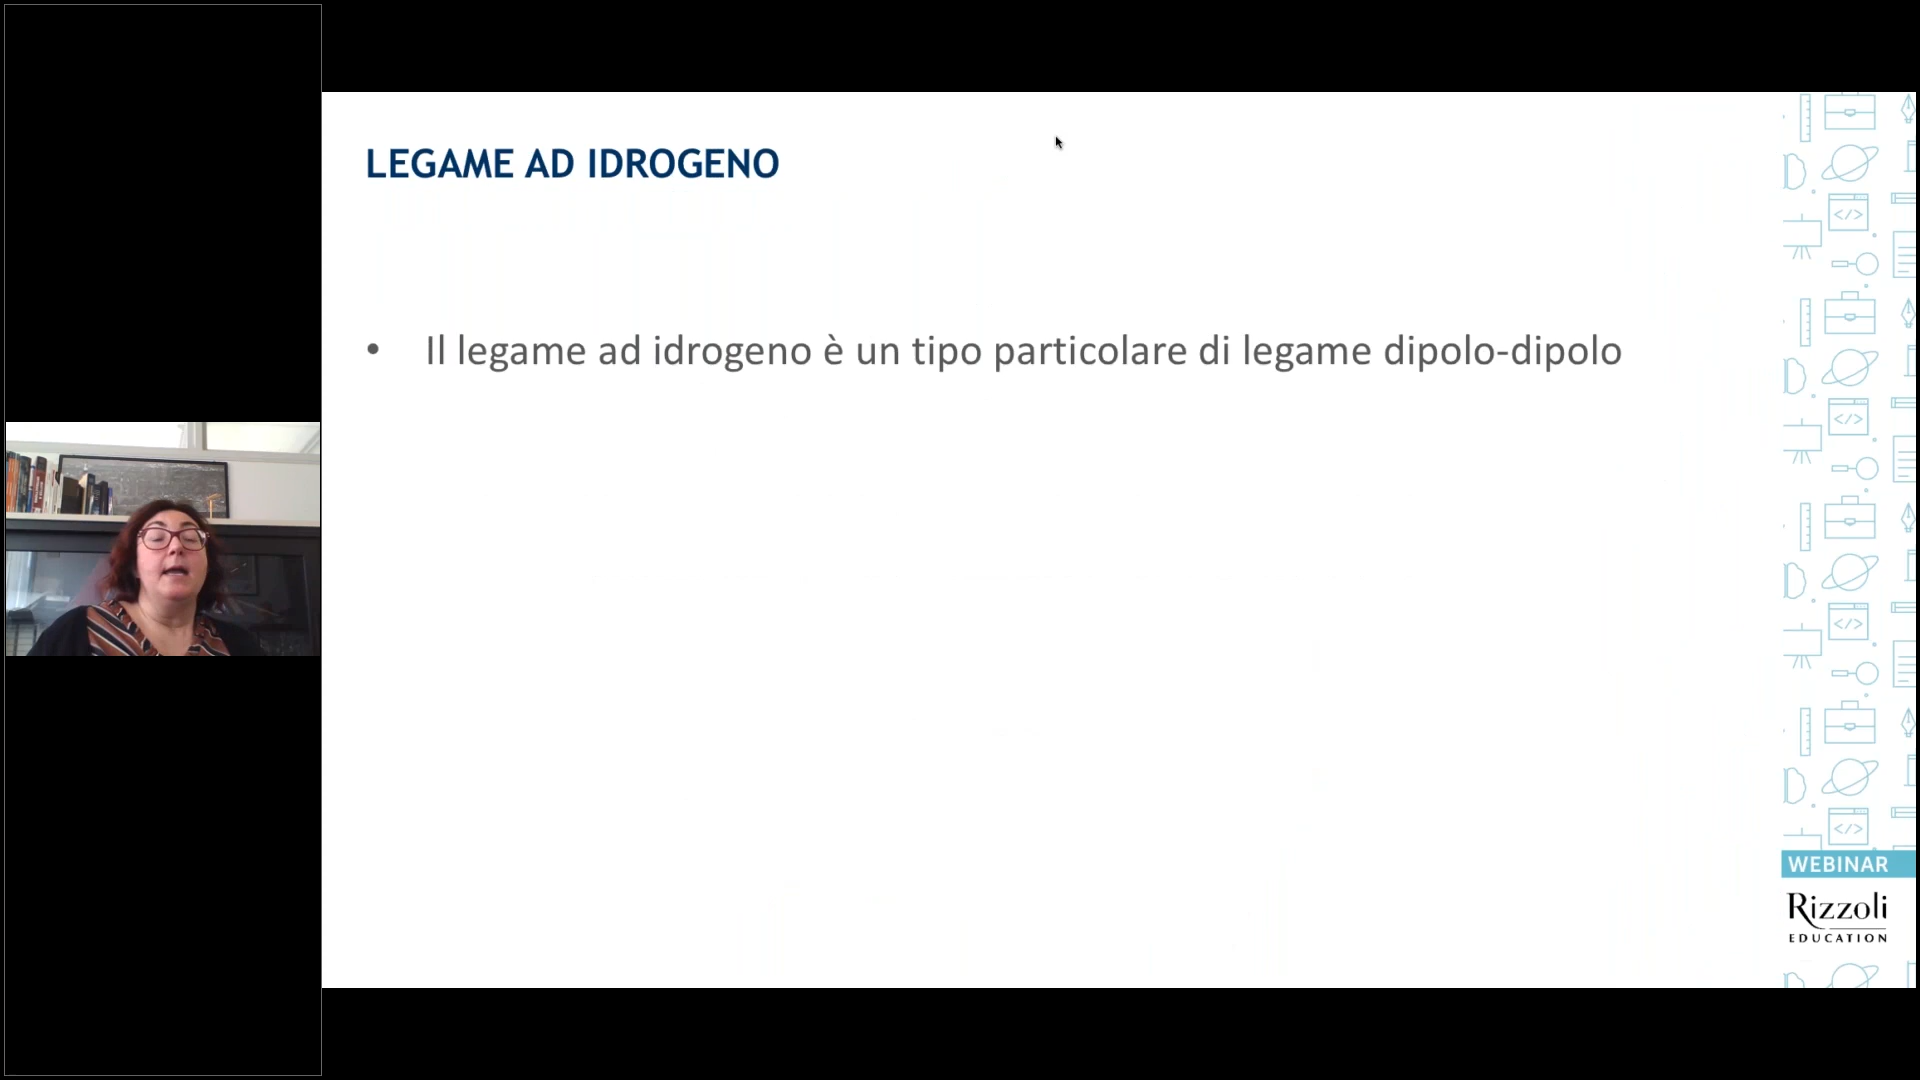 LEGAME AD IDROGENO
• Il legame ad idrogeno è un tipo particolare di legame dipolo-dipolo
</>
</>
</>
</>
WEBINAR
Rizzoli
EDUCATION